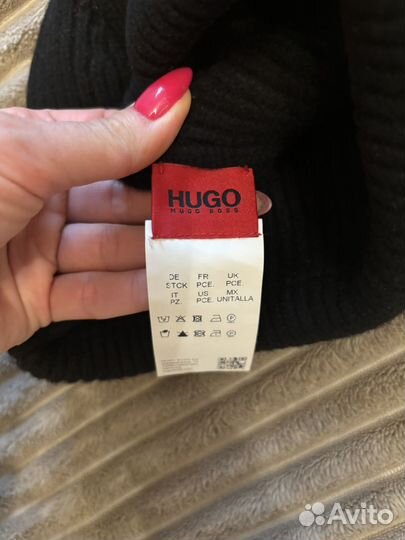 HUGO
HUGO BOSS
DE FR UK
STCK PCE. PCE.
IT US MX
PZ. PCE. UNITALLA
Avito